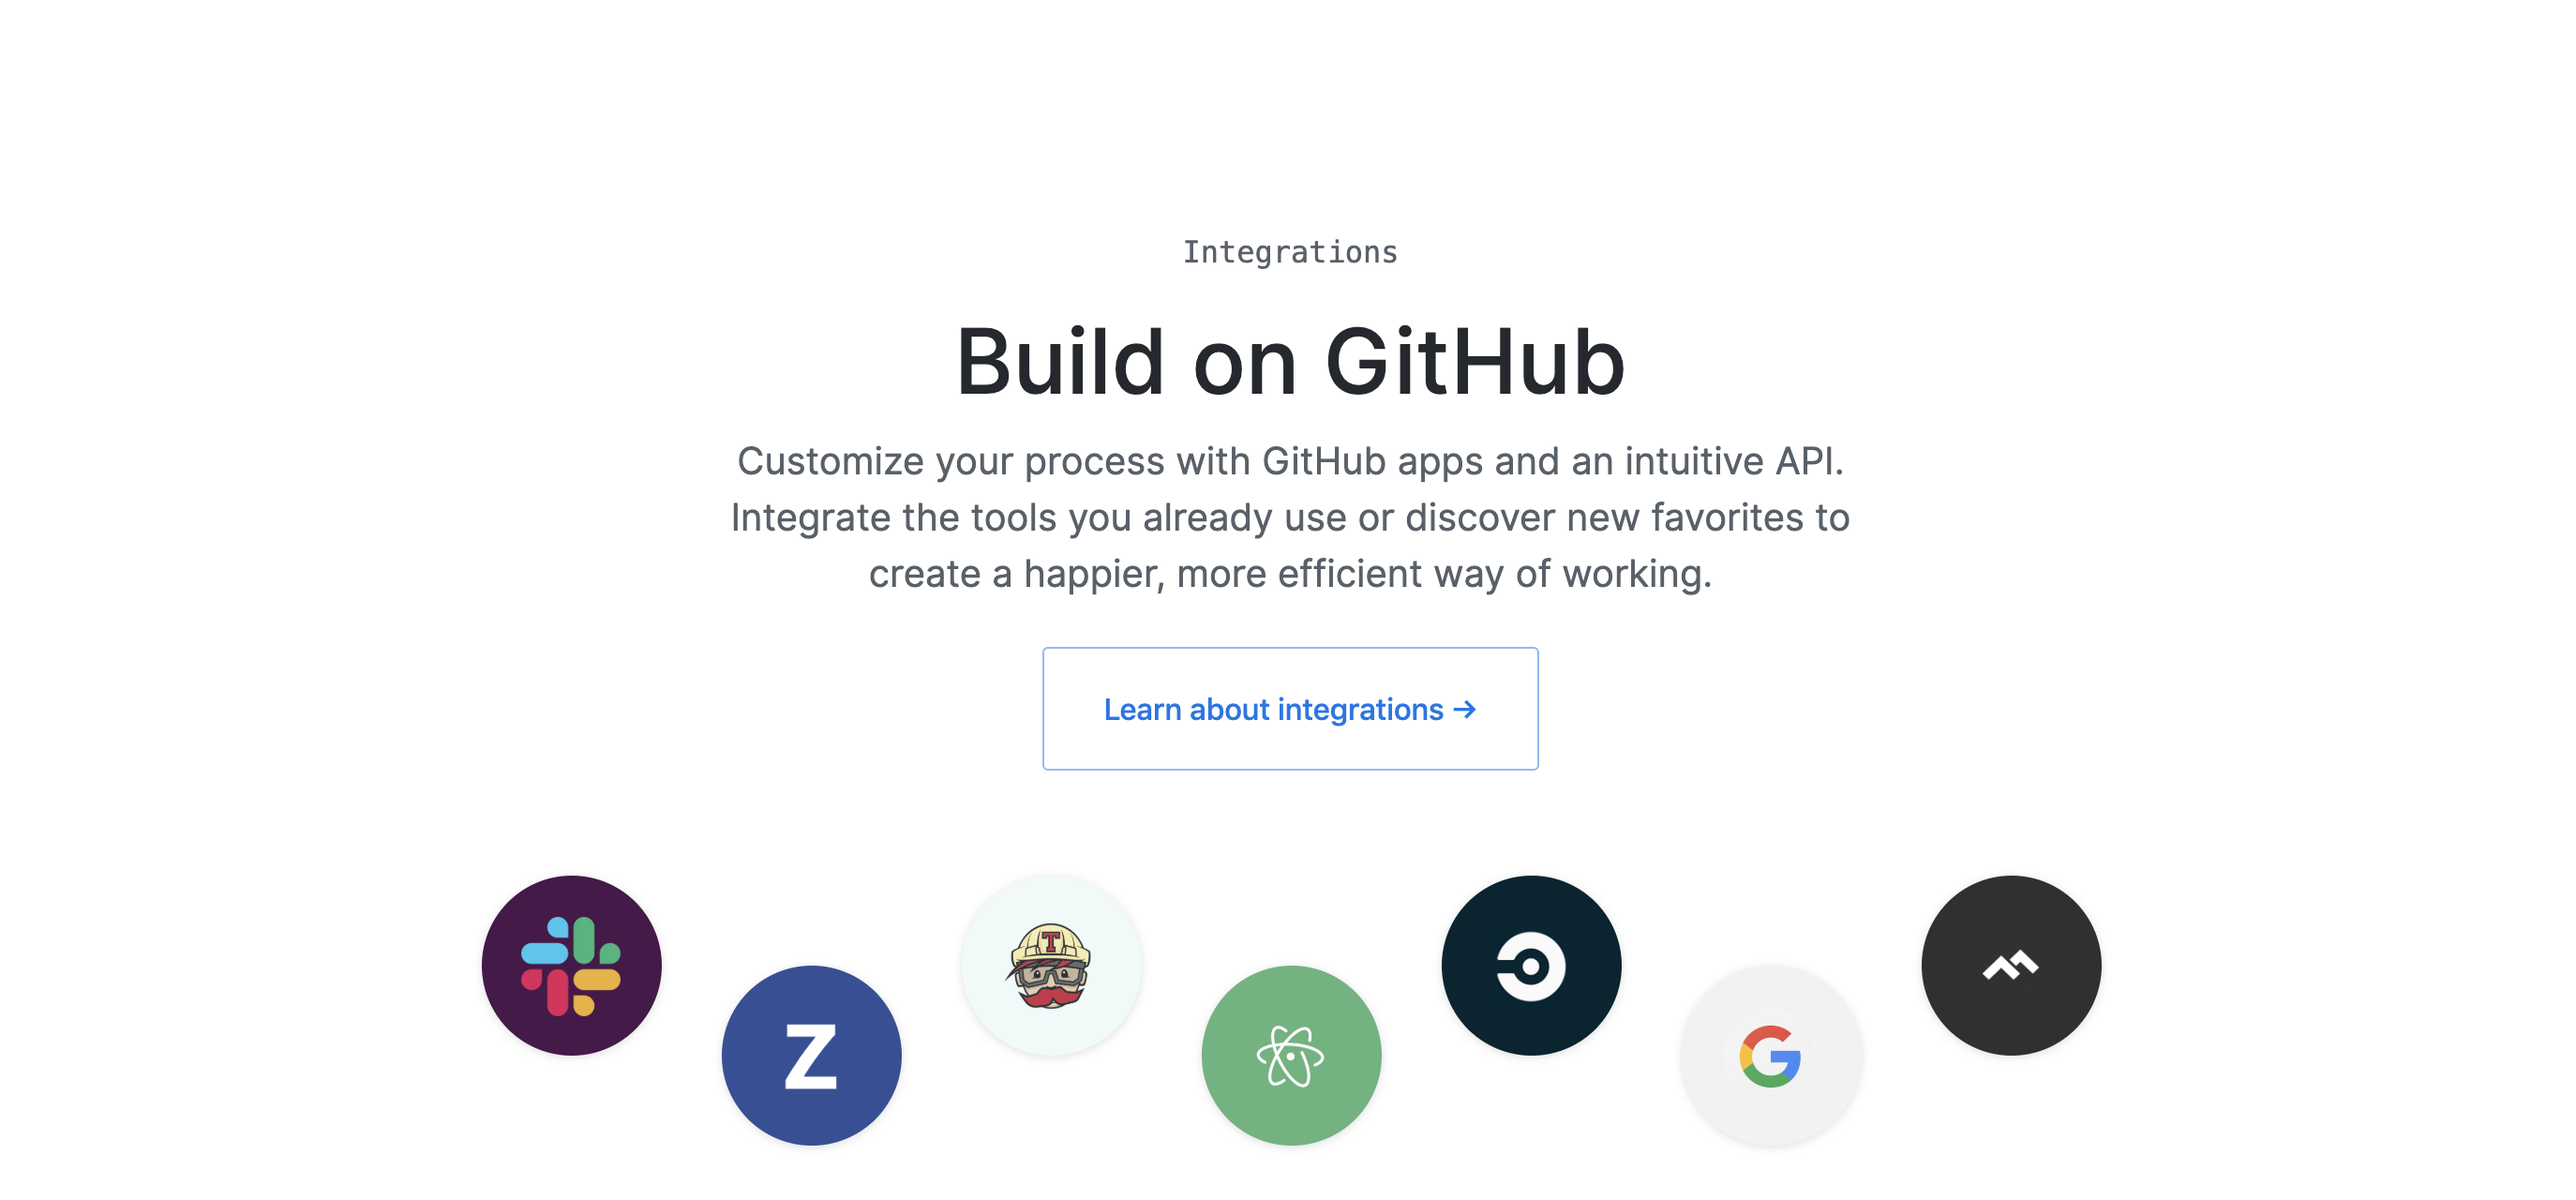 Integrations
Build on GitHub
Customize your process with GitHub apps and an intuitive API.
Integrate the tools you already use or discover new favorites to
create a happier, more efficient way of working.
Learn about integrations →
T
Z
G